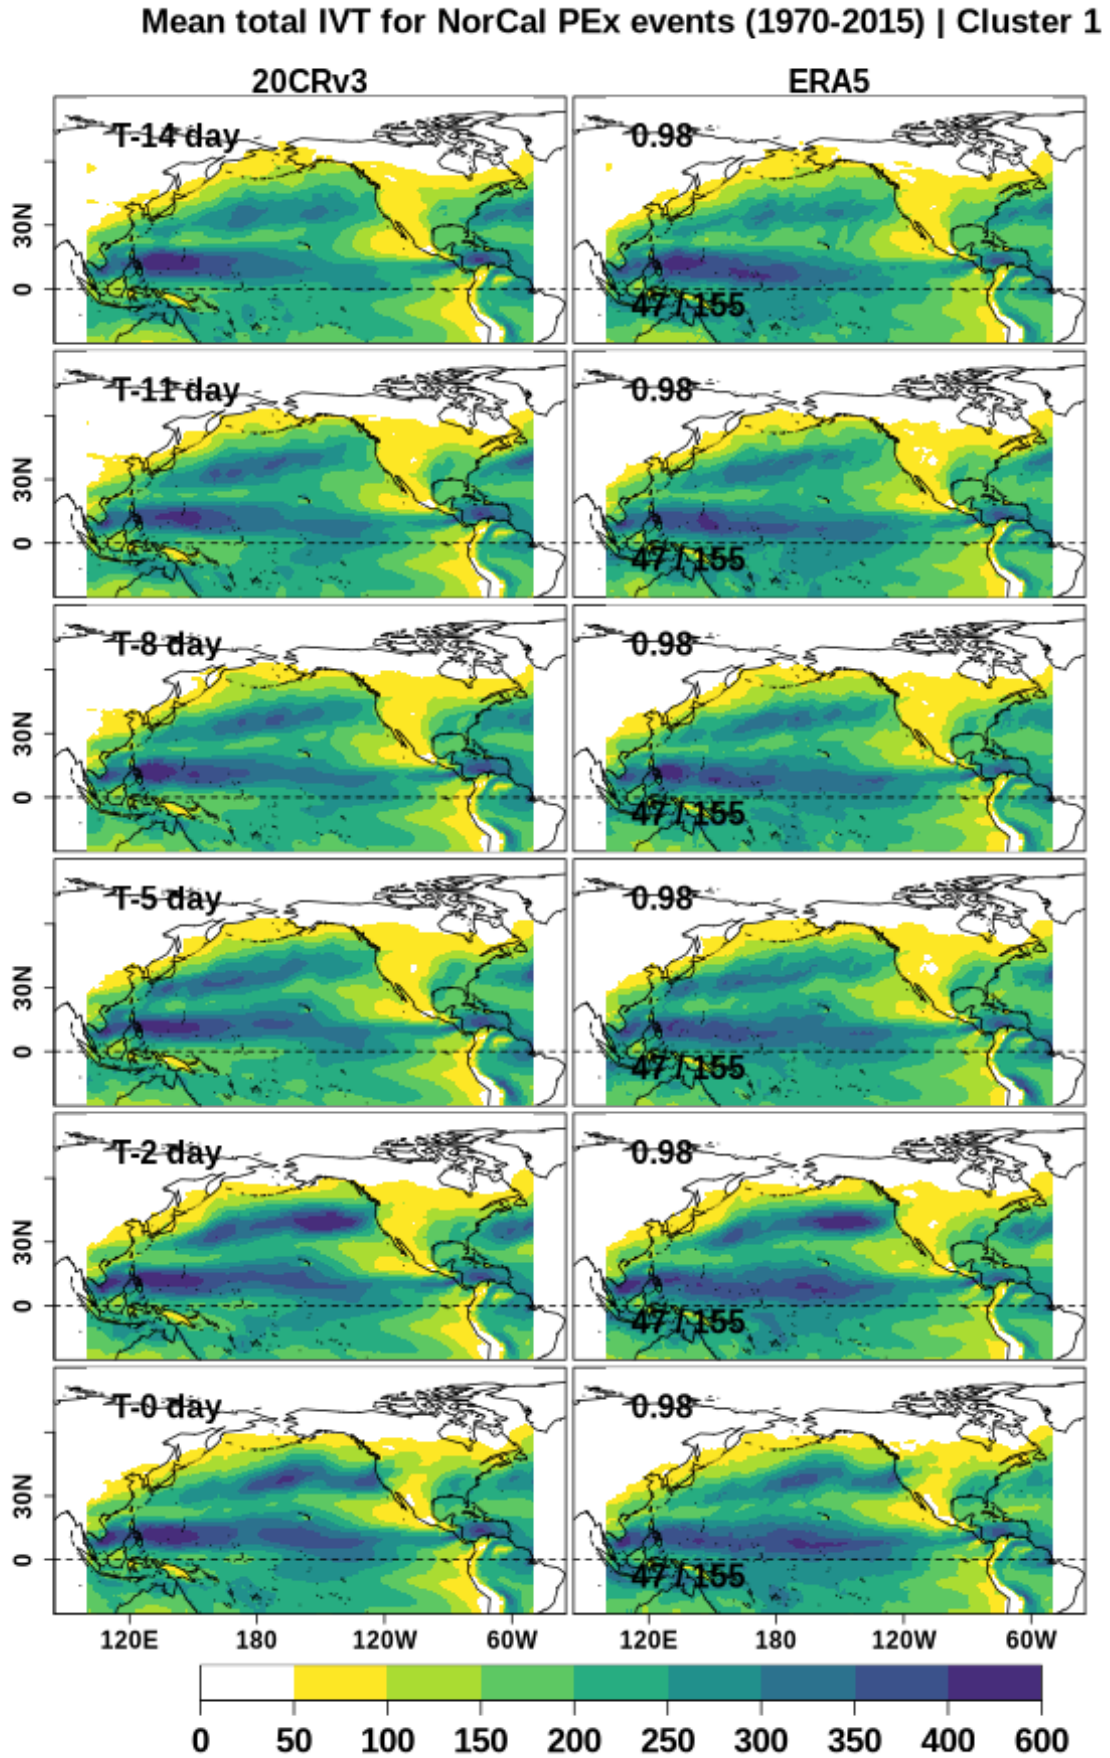 Mean total IVT for NorCal PEx events (1970-2015) | Cluster 1
20CRv3 ERA5
T-14 day 0.98
30N
0
47 / 155
T-11 day 0.98
30N
0
47 / 155
T-8 day 0.98
30N
0
47 / 155
T-5 day 0.98
30N
0
47 / 155
T-2 day 0.98
30N
0
47 / 155
T-0 day 0.98
30N
0
47 / 155
120E 180 120W 60W 120E 180 120W 60W
0 50 100 150 200 250 300 350 400 600